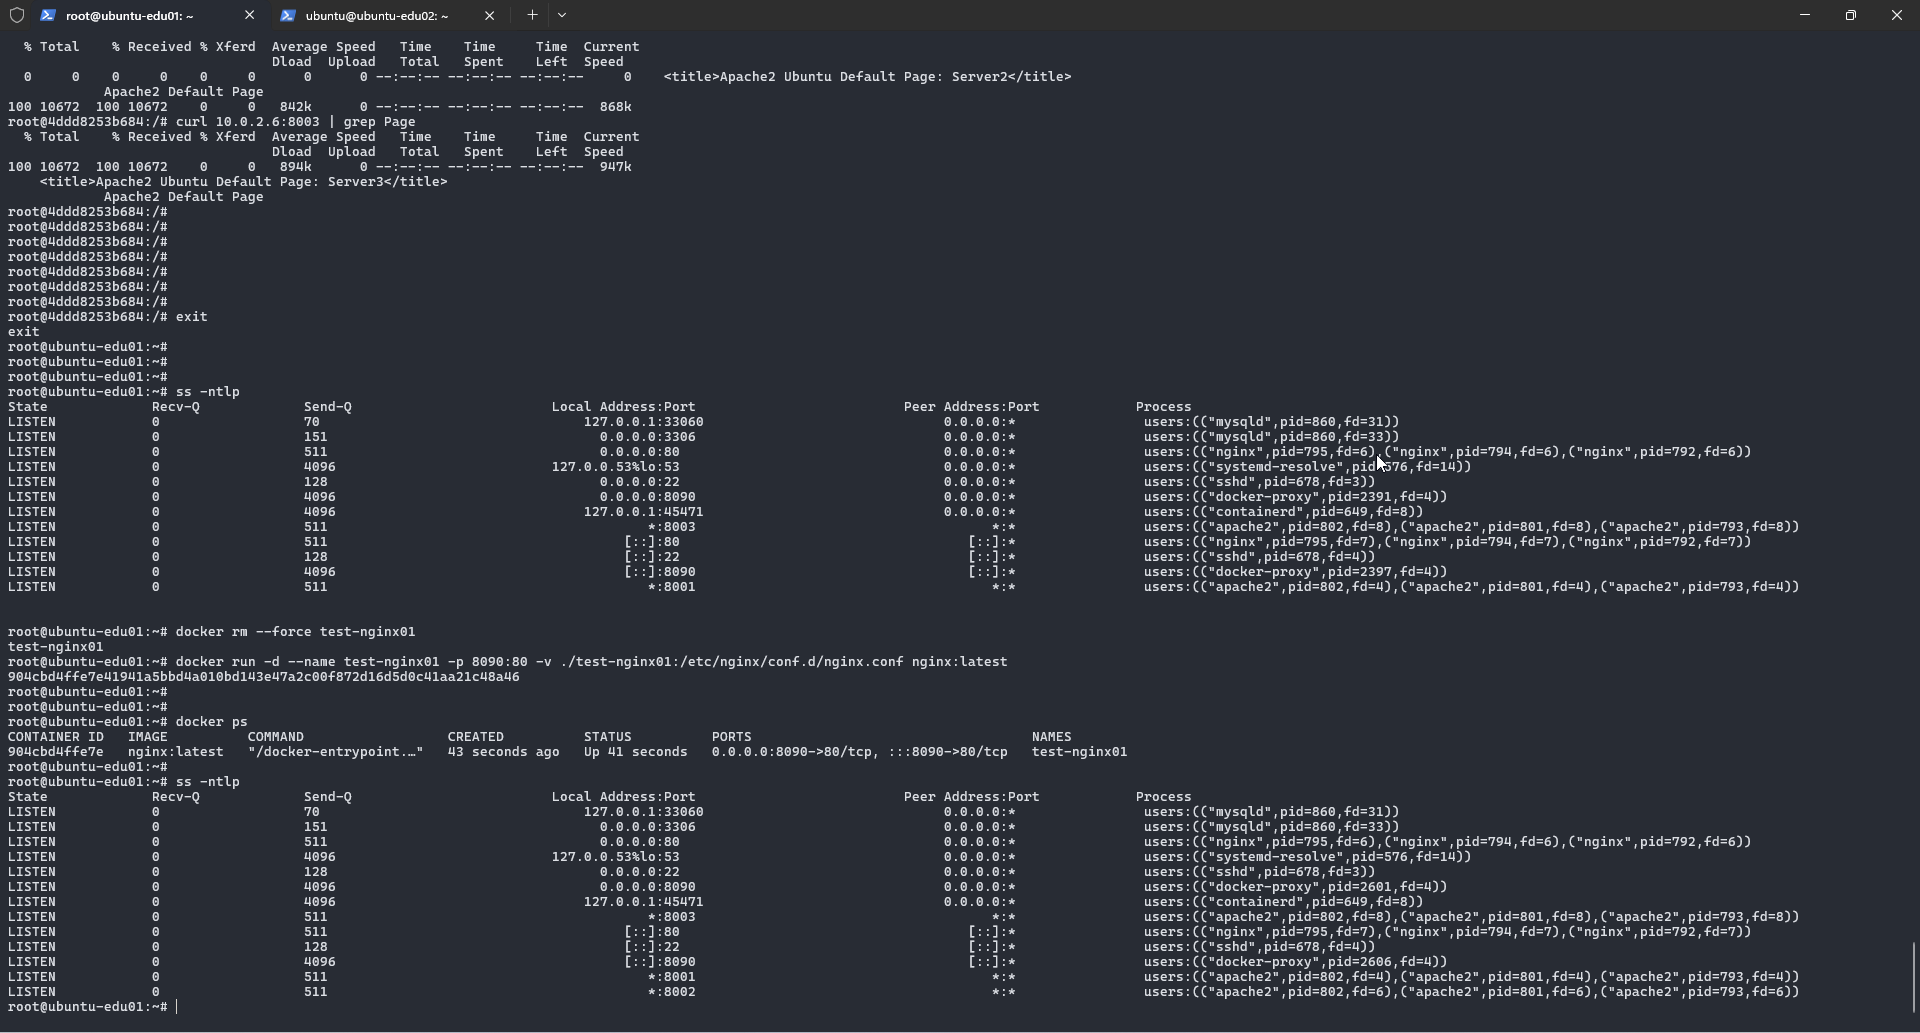 root@ubuntu-edu01: ~
ubuntu@ubuntu-edu02: ~
% Total    % Received % Xferd  Average Speed   Time    Time     Time  Current
Dload  Upload   Total   Spent    Left  Speed
0     0    0     0    0     0      0      0 --:--:-- --:--:-- --:--:--     0    <title>Apache2 Ubuntu Default Page: Server2</title>
Apache2 Default Page
100 10672  100 10672    0     0   842k      0 --:--:-- --:--:-- --:--:--  868k
root@4ddd8253b684:/# curl 10.0.2.6:8003 | grep Page
% Total    % Received % Xferd  Average Speed   Time    Time     Time  Current
Dload  Upload   Total   Spent    Left  Speed
100 10672  100 10672    0     0   894k      0 --:--:-- --:--:-- --:--:--  947k
<title>Apache2 Ubuntu Default Page: Server3</title>
Apache2 Default Page
root@4ddd8253b684:/#
root@4ddd8253b684:/#
root@4ddd8253b684:/#
root@4ddd8253b684:/#
root@4ddd8253b684:/#
root@4ddd8253b684:/#
root@4ddd8253b684:/#
root@4ddd8253b684:/# exit
exit
root@ubuntu-edu01:~#
root@ubuntu-edu01:~#
root@ubuntu-edu01:~#
root@ubuntu-edu01:~# ss -ntlp
State Recv-Q Send-Q Local Address:Port Peer Address:Port Process
LISTEN 0 70 127.0.0.1:33060 0.0.0.0:* users:(("mysqld",pid=860,fd=31))
LISTEN 0 151 0.0.0.0:3306 0.0.0.0:* users:(("mysqld",pid=860,fd=33))
LISTEN 0 511 0.0.0.0:80 0.0.0.0:* users:(("nginx",pid=795,fd=6),("nginx",pid=794,fd=6),("nginx",pid=792,fd=6))
LISTEN 0 4096 127.0.0.53%lo:53 0.0.0.0:* users:(("systemd-resolve",pid=576,fd=14))
LISTEN 0 128 0.0.0.0:22 0.0.0.0:* users:(("sshd",pid=678,fd=3))
LISTEN 0 4096 0.0.0.0:8090 0.0.0.0:* users:(("docker-proxy",pid=2391,fd=4))
LISTEN 0 4096 127.0.0.1:45471 0.0.0.0:* users:(("containerd",pid=649,fd=8))
LISTEN 0 511 *:8003 *:* users:(("apache2",pid=802,fd=8),("apache2",pid=801,fd=8),("apache2",pid=793,fd=8))
LISTEN 0 511 [::]:80 [::]:* users:(("nginx",pid=795,fd=7),("nginx",pid=794,fd=7),("nginx",pid=792,fd=7))
LISTEN 0 128 [::]:22 [::]:* users:(("sshd",pid=678,fd=4))
LISTEN 0 4096 [::]:8090 [::]:* users:(("docker-proxy",pid=2397,fd=4))
LISTEN 0 511 *:8001 *:* users:(("apache2",pid=802,fd=4),("apache2",pid=801,fd=4),("apache2",pid=793,fd=4))
root@ubuntu-edu01:~# docker rm --force test-nginx01
test-nginx01
root@ubuntu-edu01:~# docker run -d --name test-nginx01 -p 8090:80 -v ./test-nginx01:/etc/nginx/conf.d/nginx.conf nginx:latest
904cbd4ffe7e41941a5bbd4a010bd143e47a2c00f872d16d5d0c41aa21c48a46
root@ubuntu-edu01:~#
root@ubuntu-edu01:~#
root@ubuntu-edu01:~# docker ps
CONTAINER ID   IMAGE          COMMAND                  CREATED          STATUS          PORTS                                   NAMES
904cbd4ffe7e   nginx:latest   "/docker-entrypoint.…"   43 seconds ago   Up 41 seconds   0.0.0.0:8090->80/tcp, :::8090->80/tcp   test-nginx01
root@ubuntu-edu01:~#
root@ubuntu-edu01:~# ss -ntlp
State Recv-Q Send-Q Local Address:Port Peer Address:Port Process
LISTEN 0 70 127.0.0.1:33060 0.0.0.0:* users:(("mysqld",pid=860,fd=31))
LISTEN 0 151 0.0.0.0:3306 0.0.0.0:* users:(("mysqld",pid=860,fd=33))
LISTEN 0 511 0.0.0.0:80 0.0.0.0:* users:(("nginx",pid=795,fd=6),("nginx",pid=794,fd=6),("nginx",pid=792,fd=6))
LISTEN 0 4096 127.0.0.53%lo:53 0.0.0.0:* users:(("systemd-resolve",pid=576,fd=14))
LISTEN 0 128 0.0.0.0:22 0.0.0.0:* users:(("sshd",pid=678,fd=3))
LISTEN 0 4096 0.0.0.0:8090 0.0.0.0:* users:(("docker-proxy",pid=2601,fd=4))
LISTEN 0 4096 127.0.0.1:45471 0.0.0.0:* users:(("containerd",pid=649,fd=8))
LISTEN 0 511 *:8003 *:* users:(("apache2",pid=802,fd=8),("apache2",pid=801,fd=8),("apache2",pid=793,fd=8))
LISTEN 0 511 [::]:80 [::]:* users:(("nginx",pid=795,fd=7),("nginx",pid=794,fd=7),("nginx",pid=792,fd=7))
LISTEN 0 128 [::]:22 [::]:* users:(("sshd",pid=678,fd=4))
LISTEN 0 4096 [::]:8090 [::]:* users:(("docker-proxy",pid=2606,fd=4))
LISTEN 0 511 *:8001 *:* users:(("apache2",pid=802,fd=4),("apache2",pid=801,fd=4),("apache2",pid=793,fd=4))
LISTEN 0 511 *:8002 *:* users:(("apache2",pid=802,fd=6),("apache2",pid=801,fd=6),("apache2",pid=793,fd=6))
root@ubuntu-edu01:~#